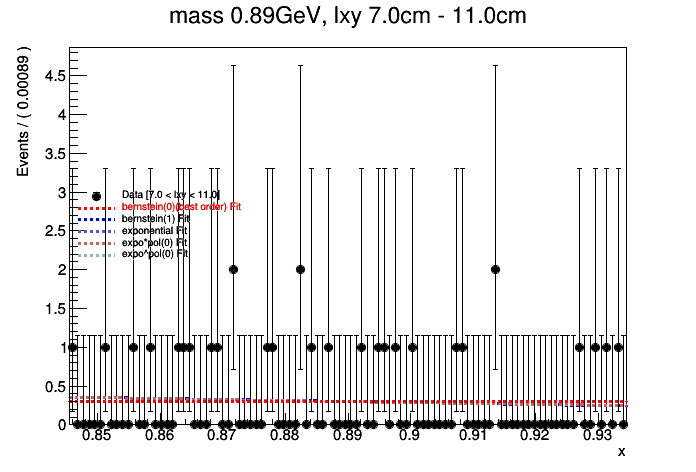 mass 0.89GeV, lxy 7.0cm - 11.0cm
Events / ( 0.00089 )
4.5
4
3.5
3
2.5
2
1.5
1
0.5
0
Data [7.0 < lxy < 11.0]
bernstein(0)(best order) Fit
bernstein(1) Fit
exponential Fit
expo*pol(0) Fit
expo^pol(0) Fit
0.85 0.86 0.87 0.88 0.89 0.9 0.91 0.92 0.93
x